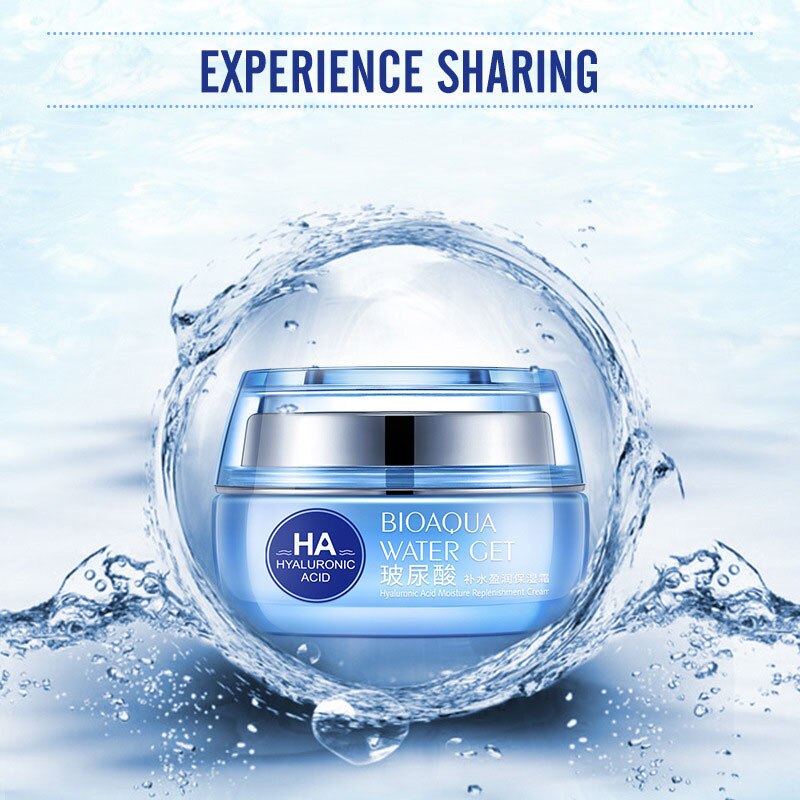 EXPERIENCE SHARING
HA
HYALURONIC
ACID
BIOAQUA
WATER GET
玻尿酸 补水盈润保湿霜
Hyaluronic Acid Moisture Replenishment Cream